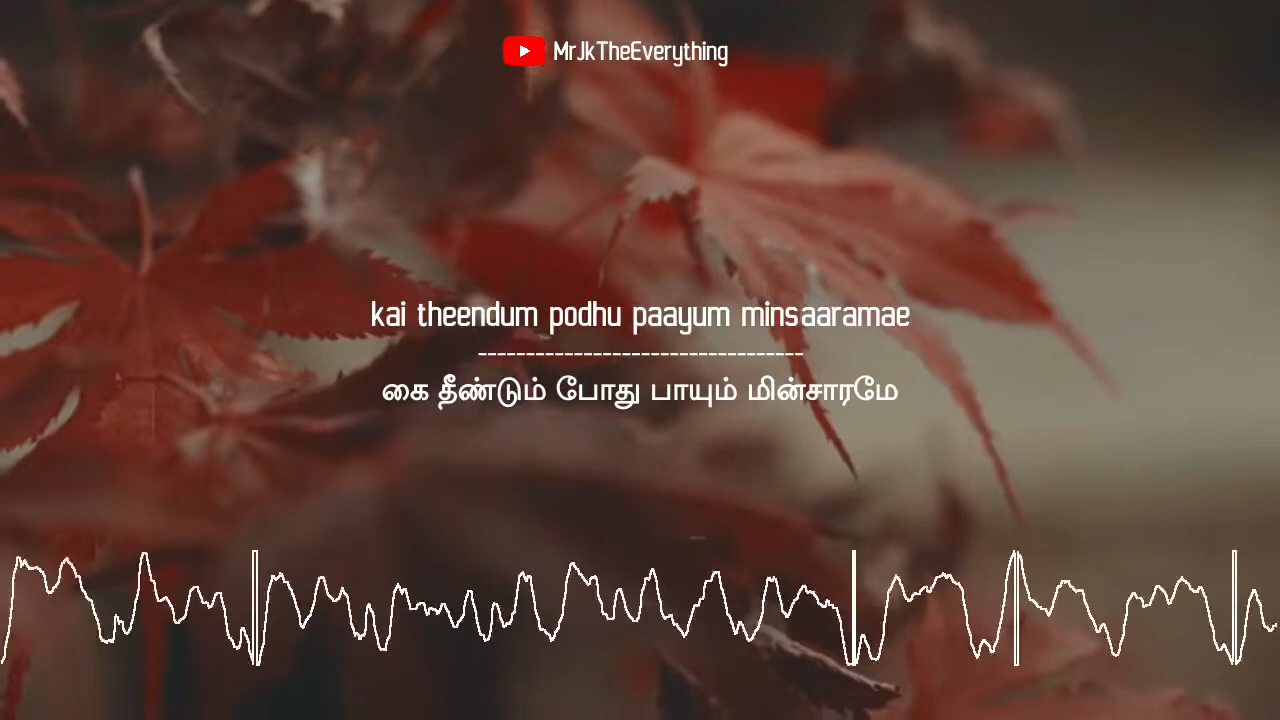 MrJkTheEverything
kai theendum podhu paayum minsaaramae
----------------------------------
கை தீண்டும் போது பாயும் மின்சாரமே